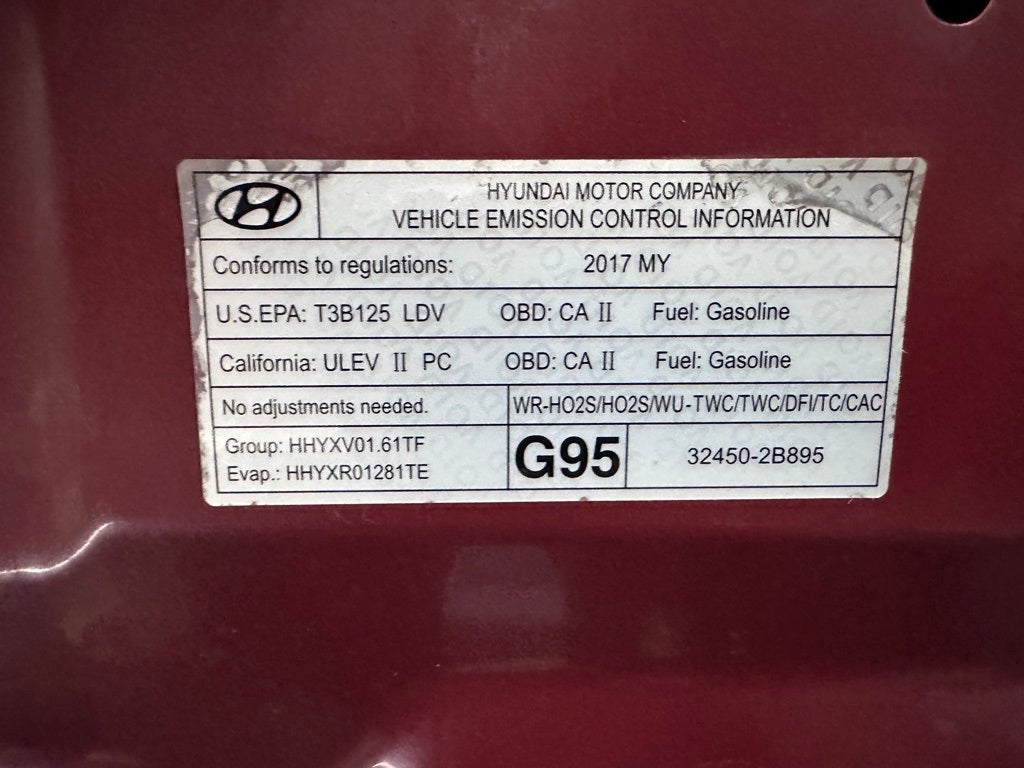 HYUNDAI MOTOR COMPANY
VEHICLE EMISSION CONTROL INFORMATION
Conforms to regulations: 2017 MY
U.S.EPA: T3B125 LDV OBD: CA II Fuel: Gasoline
California: ULEV II PC OBD: CA II Fuel: Gasoline
No adjustments needed. WR-HO2S/HO2S/WU-TWC/TWC/DFI/TC/CAC
Group: HHYXV01.61TF
Evap.: HHYXR01281TE
G95
32450-2B895